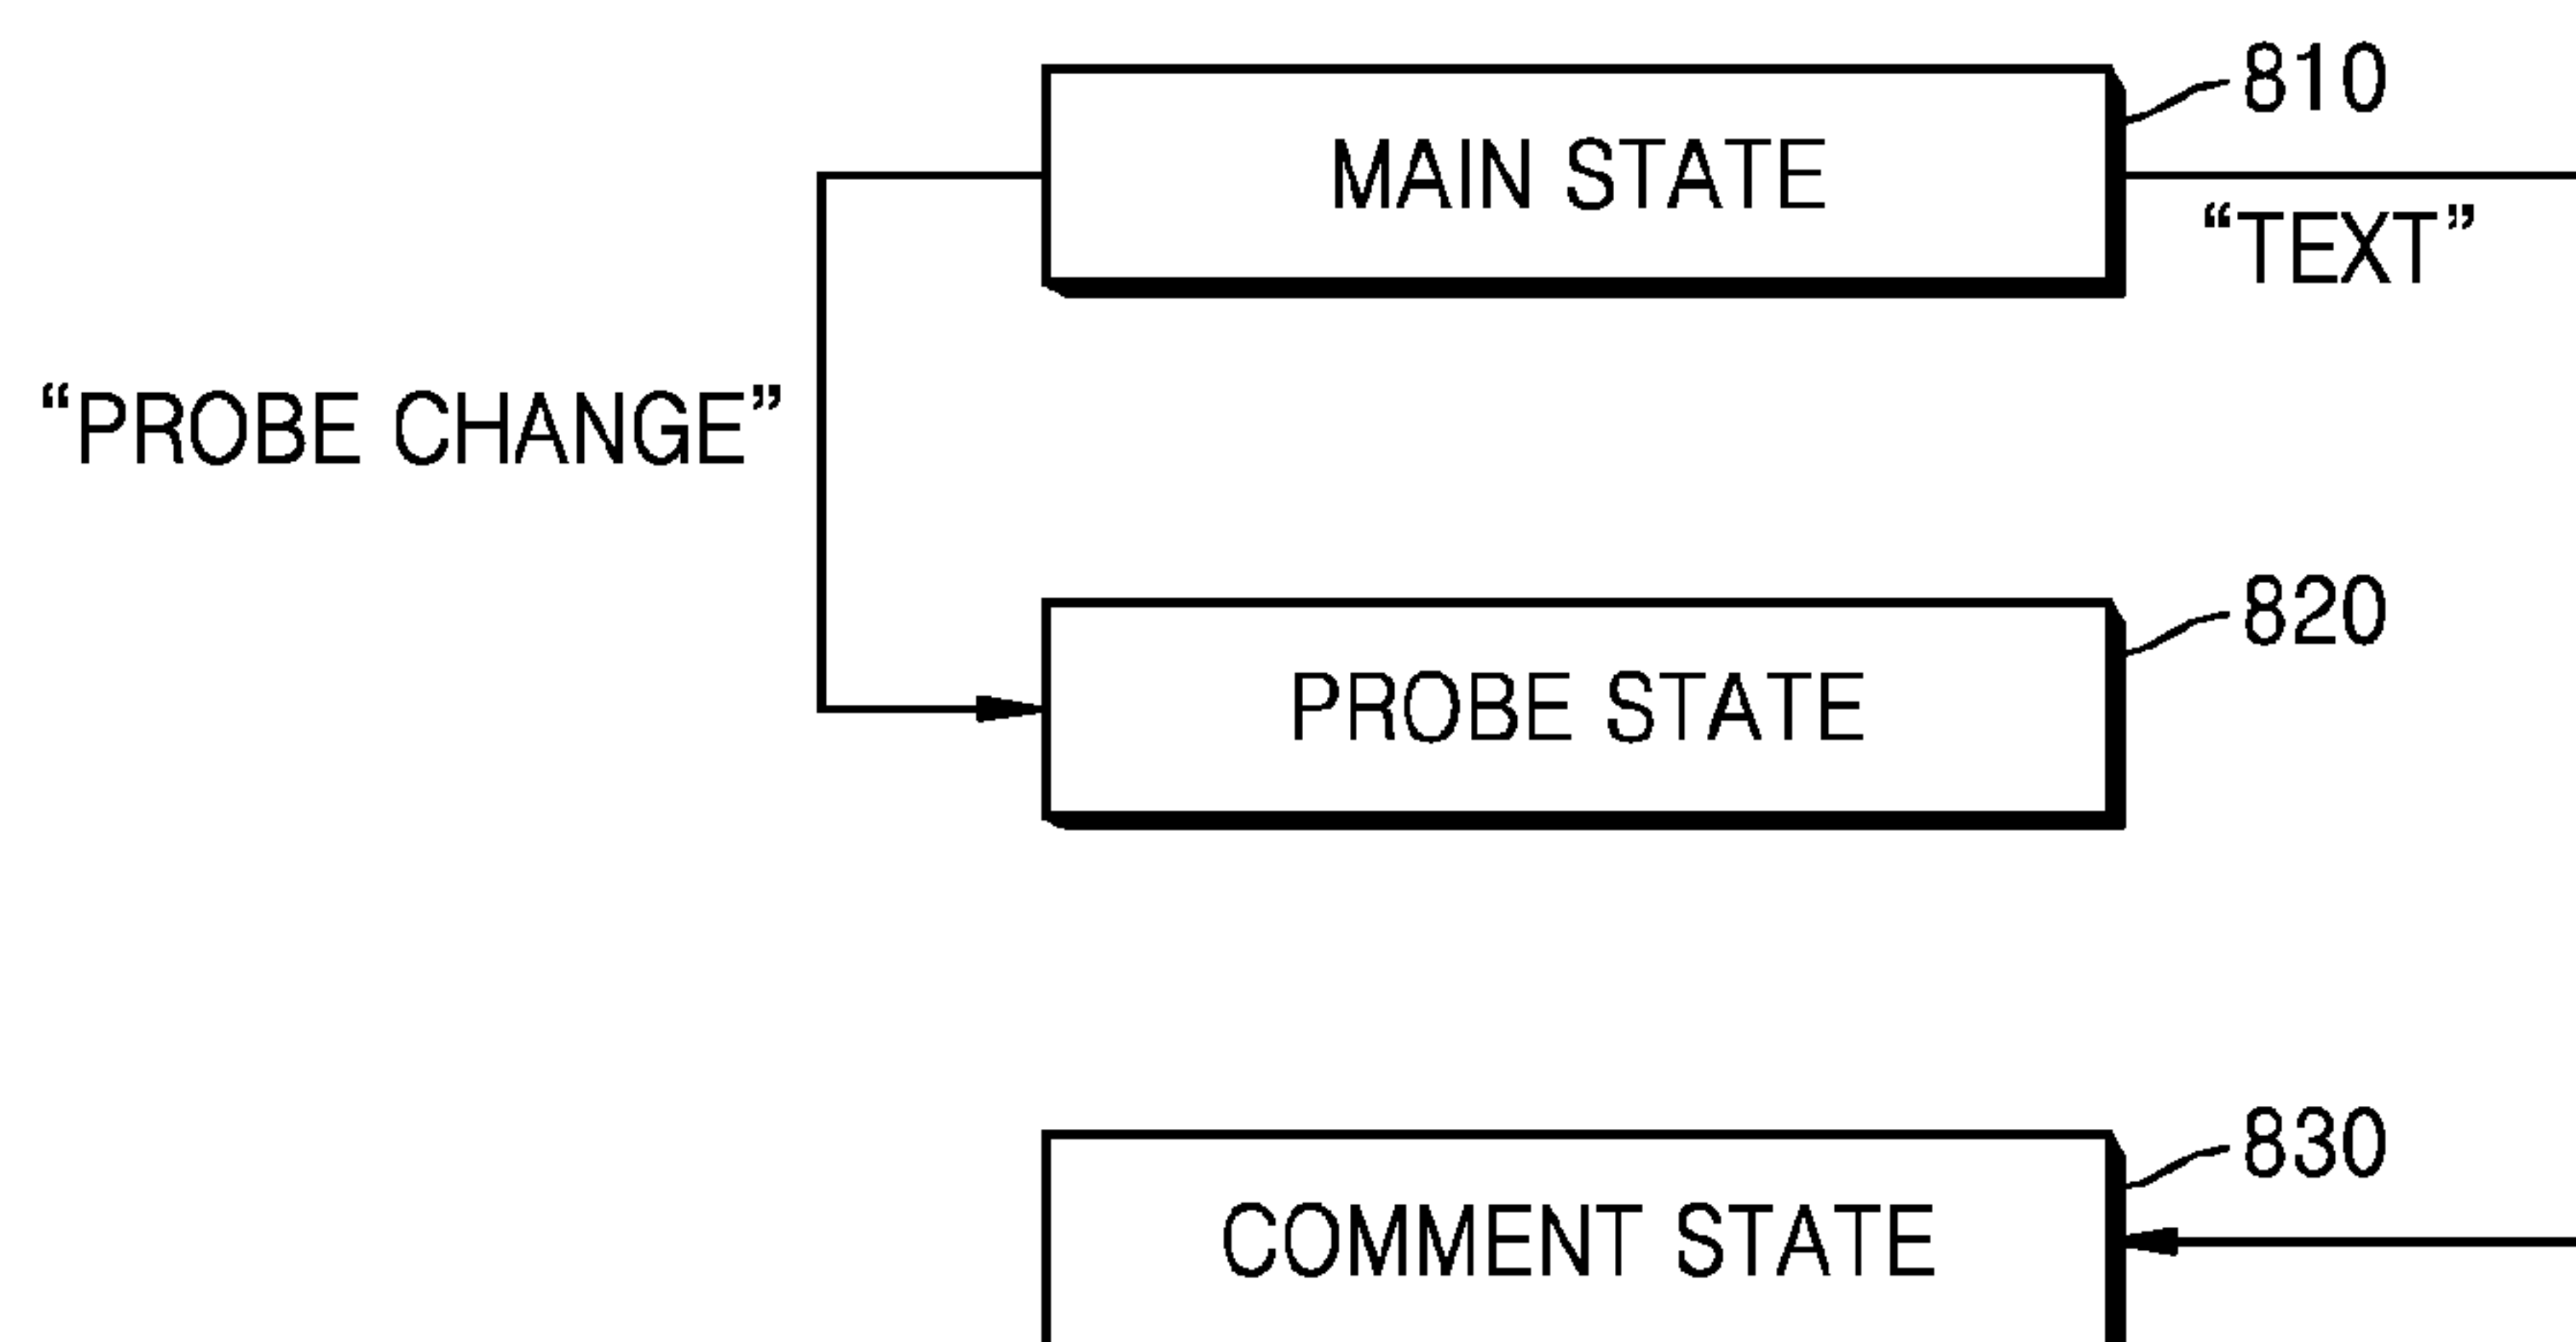 810
MAIN STATE
“TEXT”
“PROBE CHANGE”
820
PROBE STATE
830
COMMENT STATE